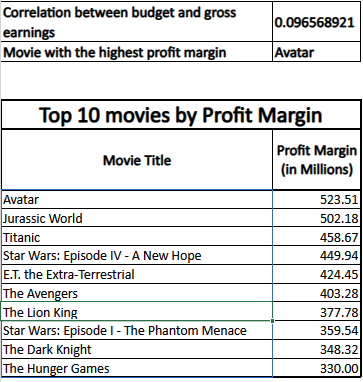 Correlation between budget and gross
earnings
0.096568921
Movie with the highest profit margin
Avatar
Top 10 movies by Profit Margin
Movie Title
Profit Margin
(in Millions)
Avatar 523.51
Jurassic World 502.18
Titanic 458.67
Star Wars: Episode IV - A New Hope 449.94
E.T. the Extra-Terrestrial 424.45
The Avengers 403.28
The Lion King 377.78
Star Wars: Episode I - The Phantom Menace 359.54
The Dark Knight 348.32
The Hunger Games 330.00